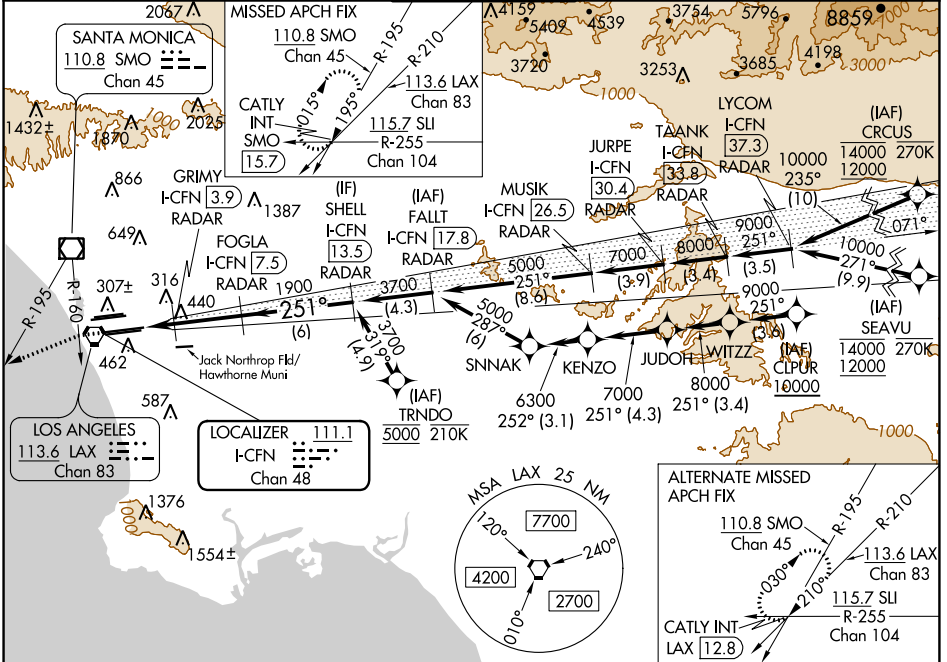 2067
SANTA MONICA
110.8 SMO
Chan 45
1432±
1870
2025
1000
MISSED APCH FIX
110.8 SMO
Chan 45
R-195
R-210
015°
195°
113.6 LAX
Chan 83
CATLY
INT
SMO
15.7
115.7 SLI
R-255
Chan 104
4159
5409
4539
3720
3754
5796
8859
7000
3253
3685
4198
3000
1000
866
649
1387
GRIMY
I-CFN 3.9
RADAR
FOGLA
I-CFN 7.5
RADAR
(IF)
SHELL
I-CFN
13.5
RADAR
(IAF)
FALLT
I-CFN 17.8
RADAR
MUSIK
I-CFN 26.5
RADAR
JURPE
I-CFN
30.4
RADAR
TAANK
I-CFN
33.8
RADAR
LYCOM
I-CFN
37.3
RADAR
10000
235°
(10)
(IAF)
CRCUS
14000 270K
12000
071°
10000
271°
(9.9)
(IAF)
SEAVU
14000 270K
12000
9000
251°
(3.5)
8000
(3.4)
7000
(3.9)
5000
251°
(8.6)
3700
(4.3)
1900
251°
(6)
307±
316
440
462
587
R-195
R-160
Jack Northrop Fld/
Hawthorne Muni
3700
319°
(4.9)
(IAF)
TRNDO
5000 210K
5000
287°
(6)
SNNAK
KENZO
JUDOH
WITZZ
9000
251°
(3.6)
(IAF)
CLPUR
10000
6300
252° (3.1)
7000
251° (4.3)
8000
251° (3.4)
1000
LOS ANGELES
113.6 LAX
Chan 83
LOCALIZER 111.1
I-CFN
Chan 48
1000
1376
1554±
MSA LAX 25 NM
120°
7700
240°
4200
2700
010°
ALTERNATE MISSED
APCH FIX
110.8 SMO
Chan 45
R-195
R-210
030°
210°
113.6 LAX
Chan 83
115.7 SLI
R-255
Chan 104
CATLY INT
LAX 12.8